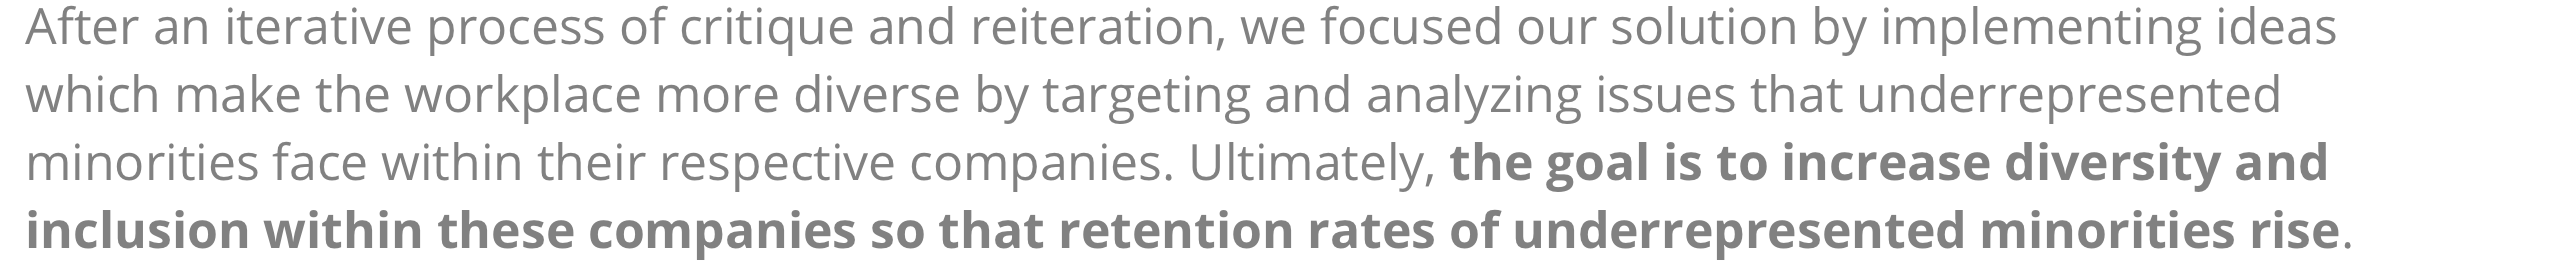 After an iterative process of critique and reiteration, we focused our solution by implementing ideas
which make the workplace more diverse by targeting and analyzing issues that underrepresented
minorities face within their respective companies. Ultimately, the goal is to increase diversity and
inclusion within these companies so that retention rates of underrepresented minorities rise.